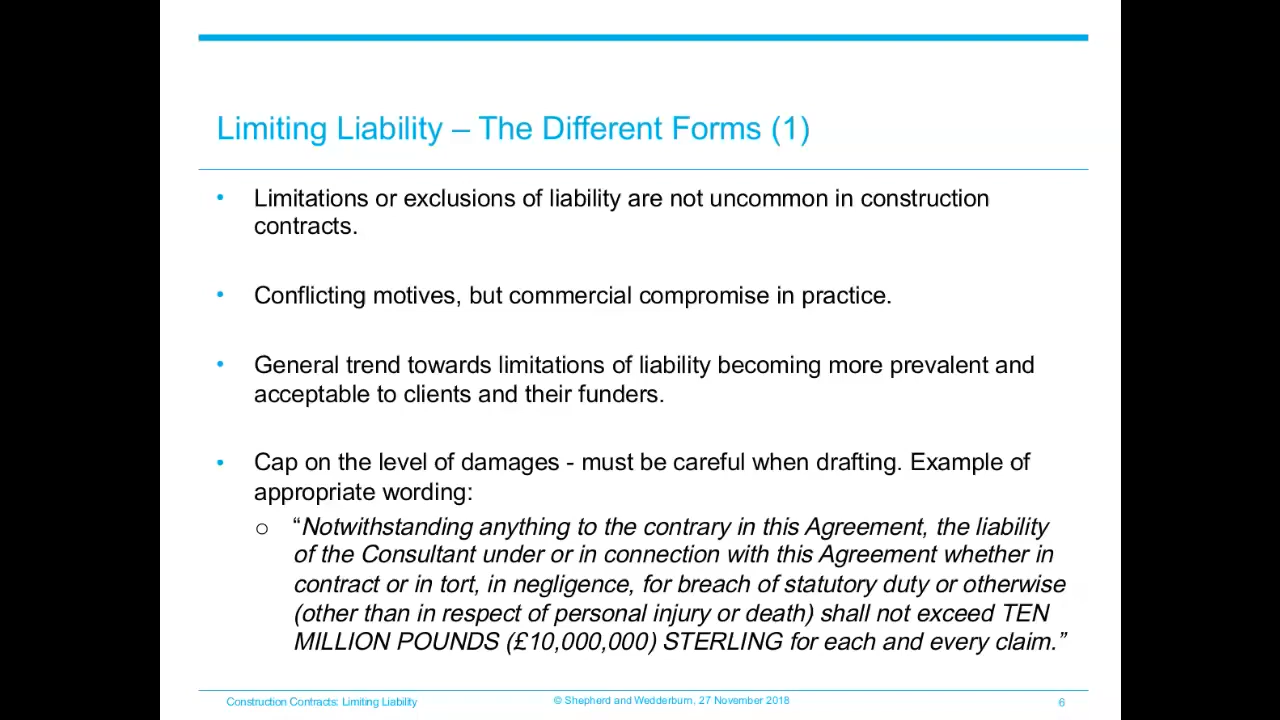 Limiting Liability – The Different Forms (1)
• Limitations or exclusions of liability are not uncommon in construction
contracts.
• Conflicting motives, but commercial compromise in practice.
• General trend towards limitations of liability becoming more prevalent and
acceptable to clients and their funders.
• Cap on the level of damages - must be careful when drafting. Example of
appropriate wording:
o “Notwithstanding anything to the contrary in this Agreement, the liability
of the Consultant under or in connection with this Agreement whether in
contract or in tort, in negligence, for breach of statutory duty or otherwise
(other than in respect of personal injury or death) shall not exceed TEN
MILLION POUNDS (£10,000,000) STERLING for each and every claim.”
Construction Contracts: Limiting Liability © Shepherd and Wedderburn, 27 November 2018 6